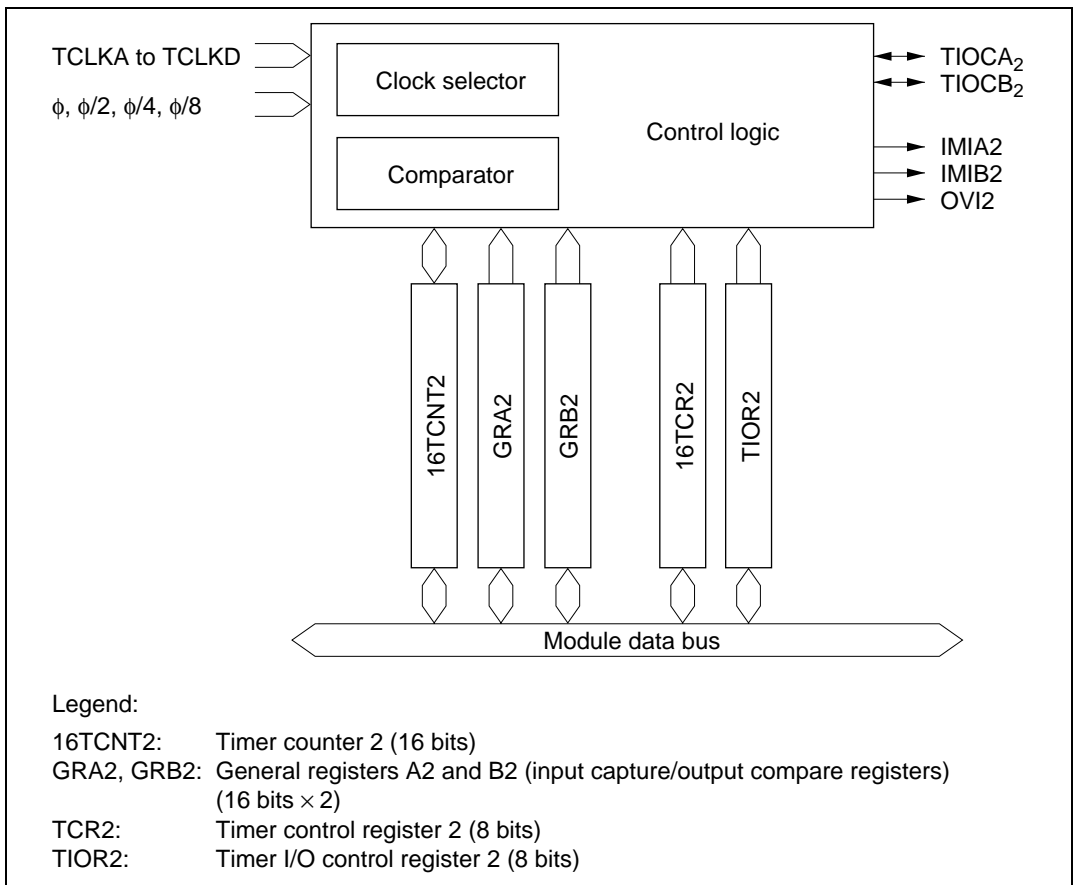 TCLKA to TCLKD
ϕ, ϕ/2, ϕ/4, ϕ/8
Clock selector
Comparator
Control logic
TIOCA₂
TIOCB₂
IMIA2
IMIB2
OVI2
16TCNT2
GRA2
GRB2
16TCR2
TIOR2
Module data bus
Legend:
16TCNT2: Timer counter 2 (16 bits)
GRA2, GRB2: General registers A2 and B2 (input capture/output compare registers)
(16 bits × 2)
TCR2: Timer control register 2 (8 bits)
TIOR2: Timer I/O control register 2 (8 bits)